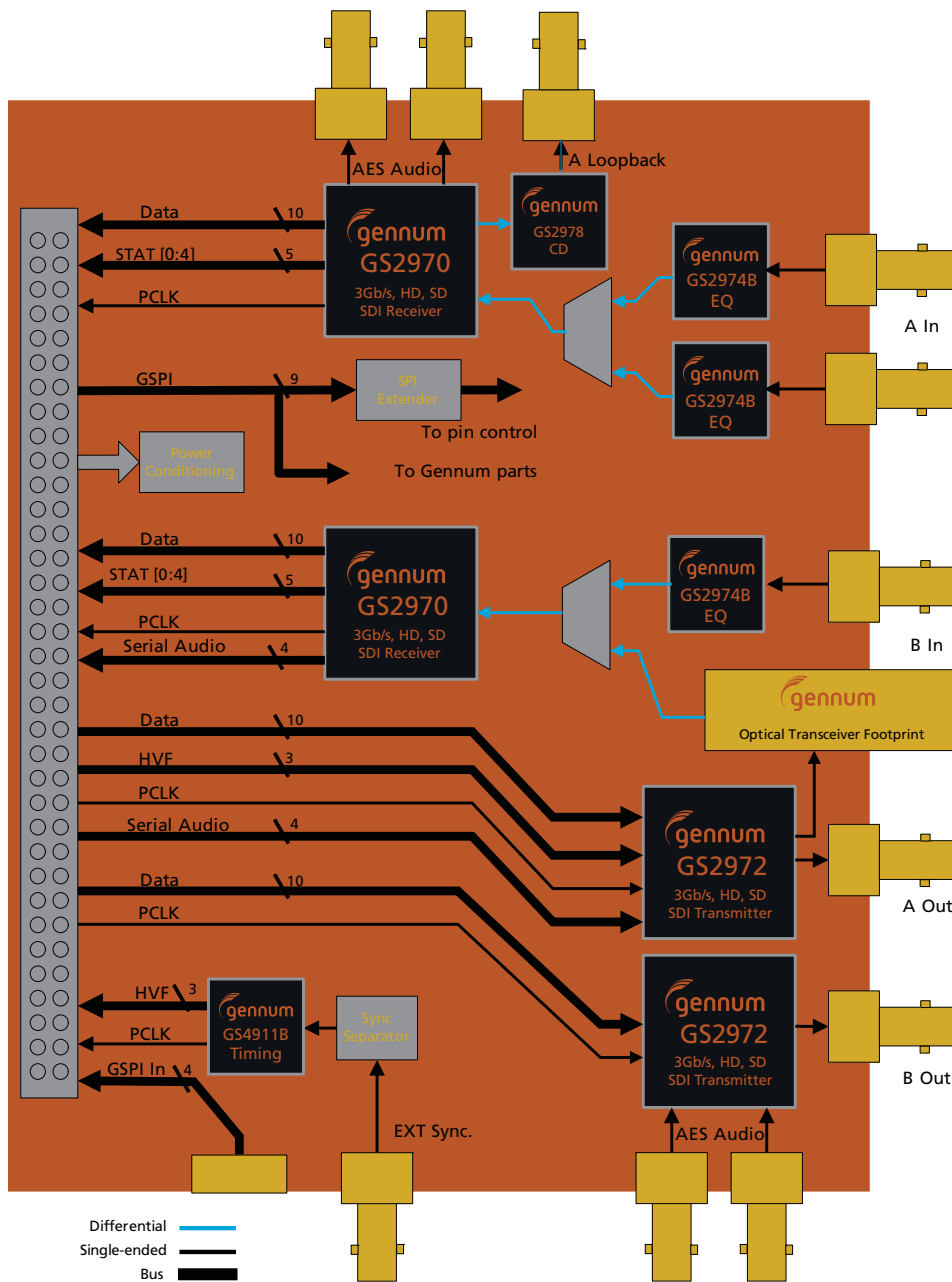 AES Audio
A Loopback
Data
10
gennum
GS2970
3Gb/s, HD, SD
SDI Receiver
gennum
GS2978
CD
STAT [0:4]
5
PCLK
gennum
GS2974B
EQ
A In
gennum
GS2974B
EQ
GSPI
9
SPI
Extender
To pin control
Power
Conditioning
To Gennum parts
Data
10
gennum
GS2970
3Gb/s, HD, SD
SDI Receiver
STAT [0:4]
5
PCLK
Serial Audio
4
gennum
GS2974B
EQ
B In
gennum
Optical Transceiver Footprint
Data
10
HVF
3
PCLK
Serial Audio
4
gennum
GS2972
3Gb/s, HD, SD
SDI Transmitter
A Out
Data
10
PCLK
gennum
GS2972
3Gb/s, HD, SD
SDI Transmitter
B Out
HVF
3
PCLK
gennum
GS4911B
Timing
Sync
Separator
GSPI In
4
EXT Sync.
AES Audio
Differential
Single-ended
Bus